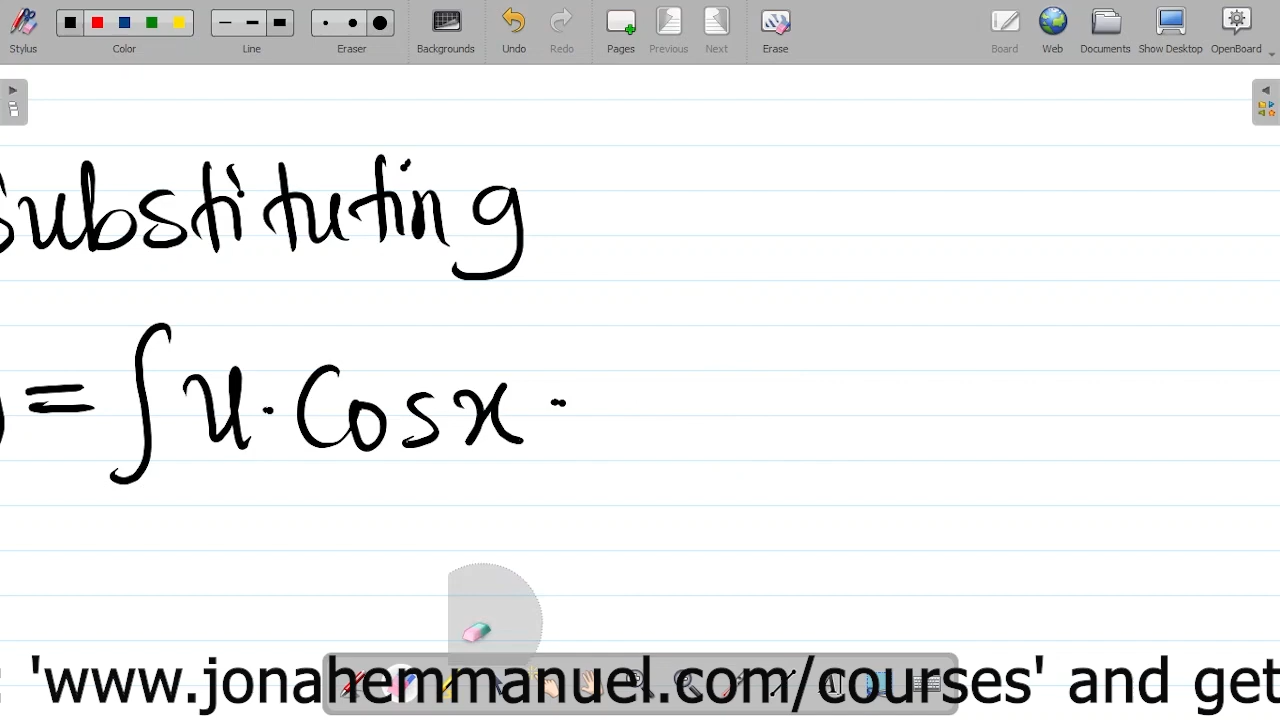 Stylus Color Line Eraser Backgrounds Undo Redo Pages Previous Next Erase Board Web Documents Show Desktop OpenBoard
substituting
= ∫ u · Cosx ·
: 'www.jonahemmanuel.com/courses' and get